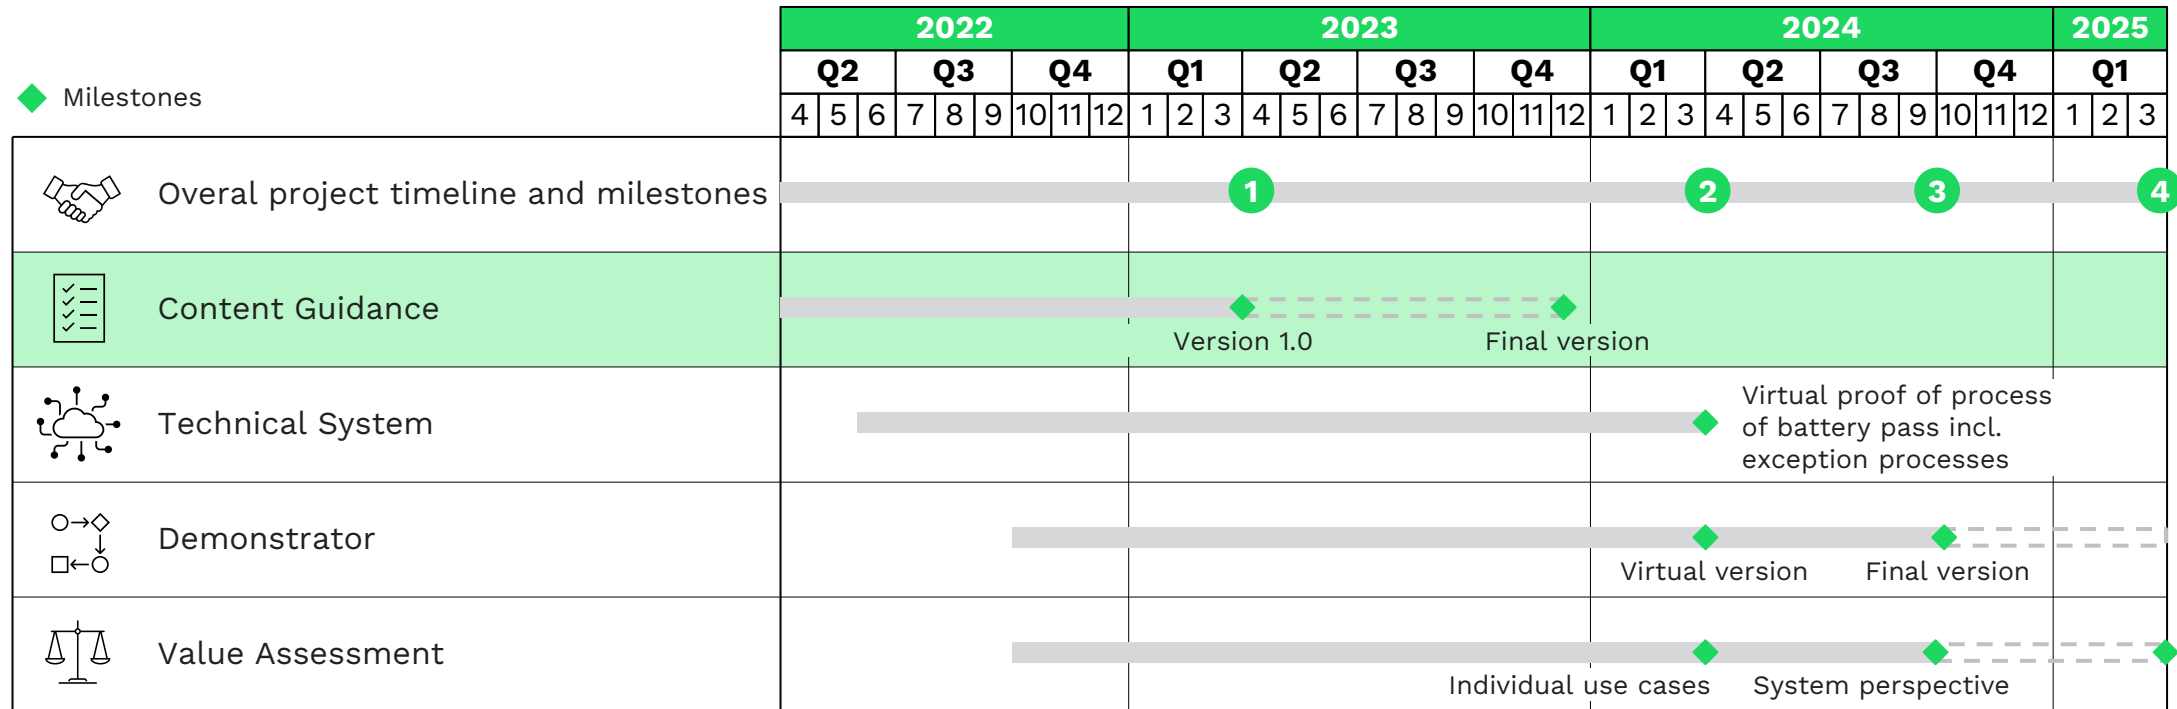 2022 2023 2024 2025
Q2 Q3 Q4 Q1 Q2 Q3 Q4 Q1 Q2 Q3 Q4 Q1
Milestones
4 5 6 7 8 9 10 11 12 1 2 3 4 5 6 7 8 9 10 11 12 1 2 3 4 5 6 7 8 9 10 11 12 1 2 3
Overal project timeline and milestones
1 2 3 4
Content Guidance
Version 1.0 Final version
Technical System
Virtual proof of process
of battery pass incl.
exception processes
Demonstrator
Virtual version Final version
Value Assessment
Individual use cases System perspective